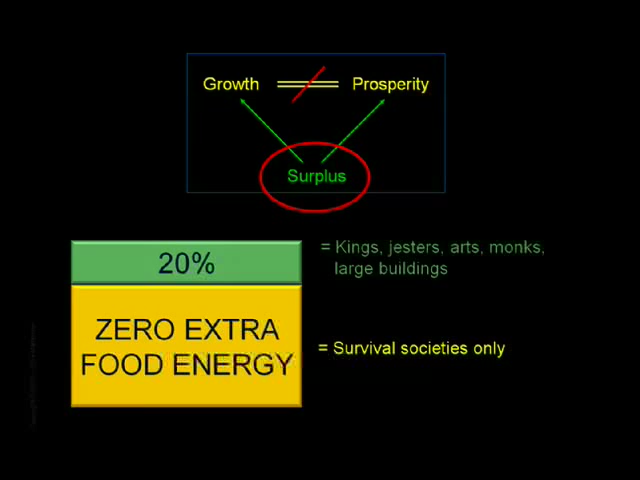 Growth Prosperity
Surplus
20%
= Kings, jesters, arts, monks,
large buildings
ZERO EXTRA
FOOD ENERGY
= Survival societies only